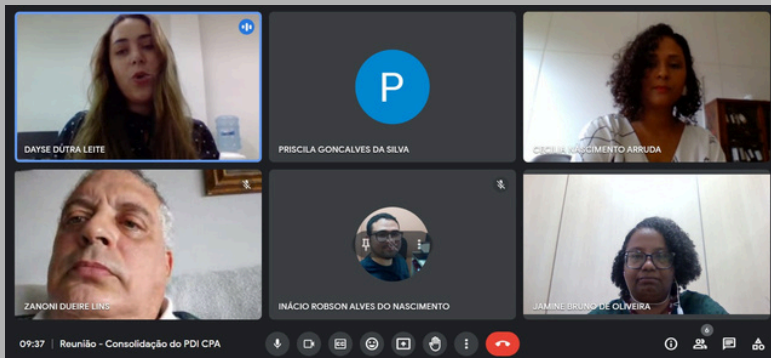 P
DAYSE DUTRA LEITE
PRISCILA GONCALVES DA SILVA
CECILIA NASCIMENTO ARRUDA
ZANONI DUEIRE LINS
INÁCIO ROBSON ALVES DO NASCIMENTO
JAMINE BRUNO DE OLIVEIRA
6
09:37 | Reunião - Consolidação do PDI CPA